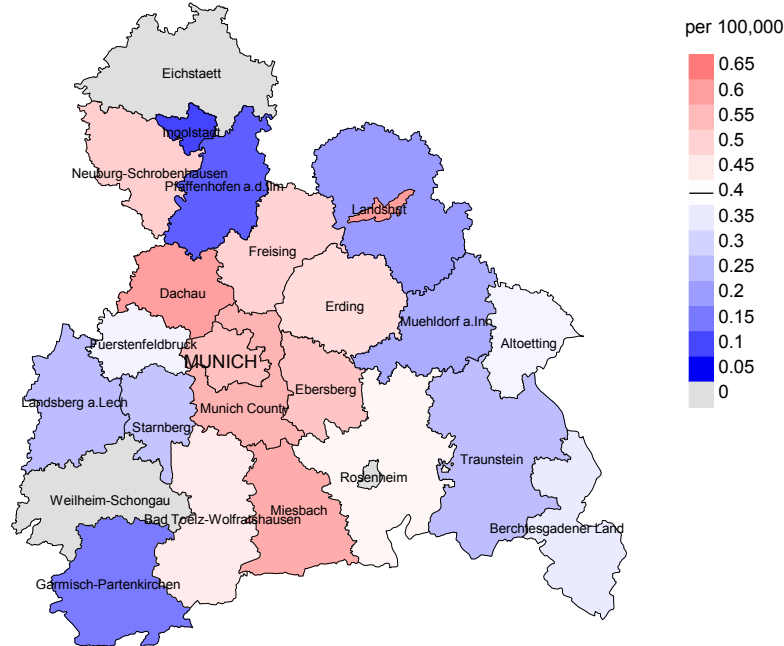 per 100,000
0.65
0.6
0.55
0.5
0.45
0.4
0.35
0.3
0.25
0.2
0.15
0.1
0.05
0
Eichstaett
Ingolstadt
Neuburg-Schrobenhausen
Pfaffenhofen a.d.Ilm
Landshut
Freising
Dachau
Erding
Muehldorf a.Inn
Altoetting
Fuerstenfeldbruck
MUNICH
Ebersberg
Landsberg a.Lech
Munich County
Starnberg
Traunstein
Rosenheim
Weilheim-Schongau
Miesbach
Bad Toelz-Wolfratshausen
Berchtesgadener Land
Garmisch-Partenkirchen